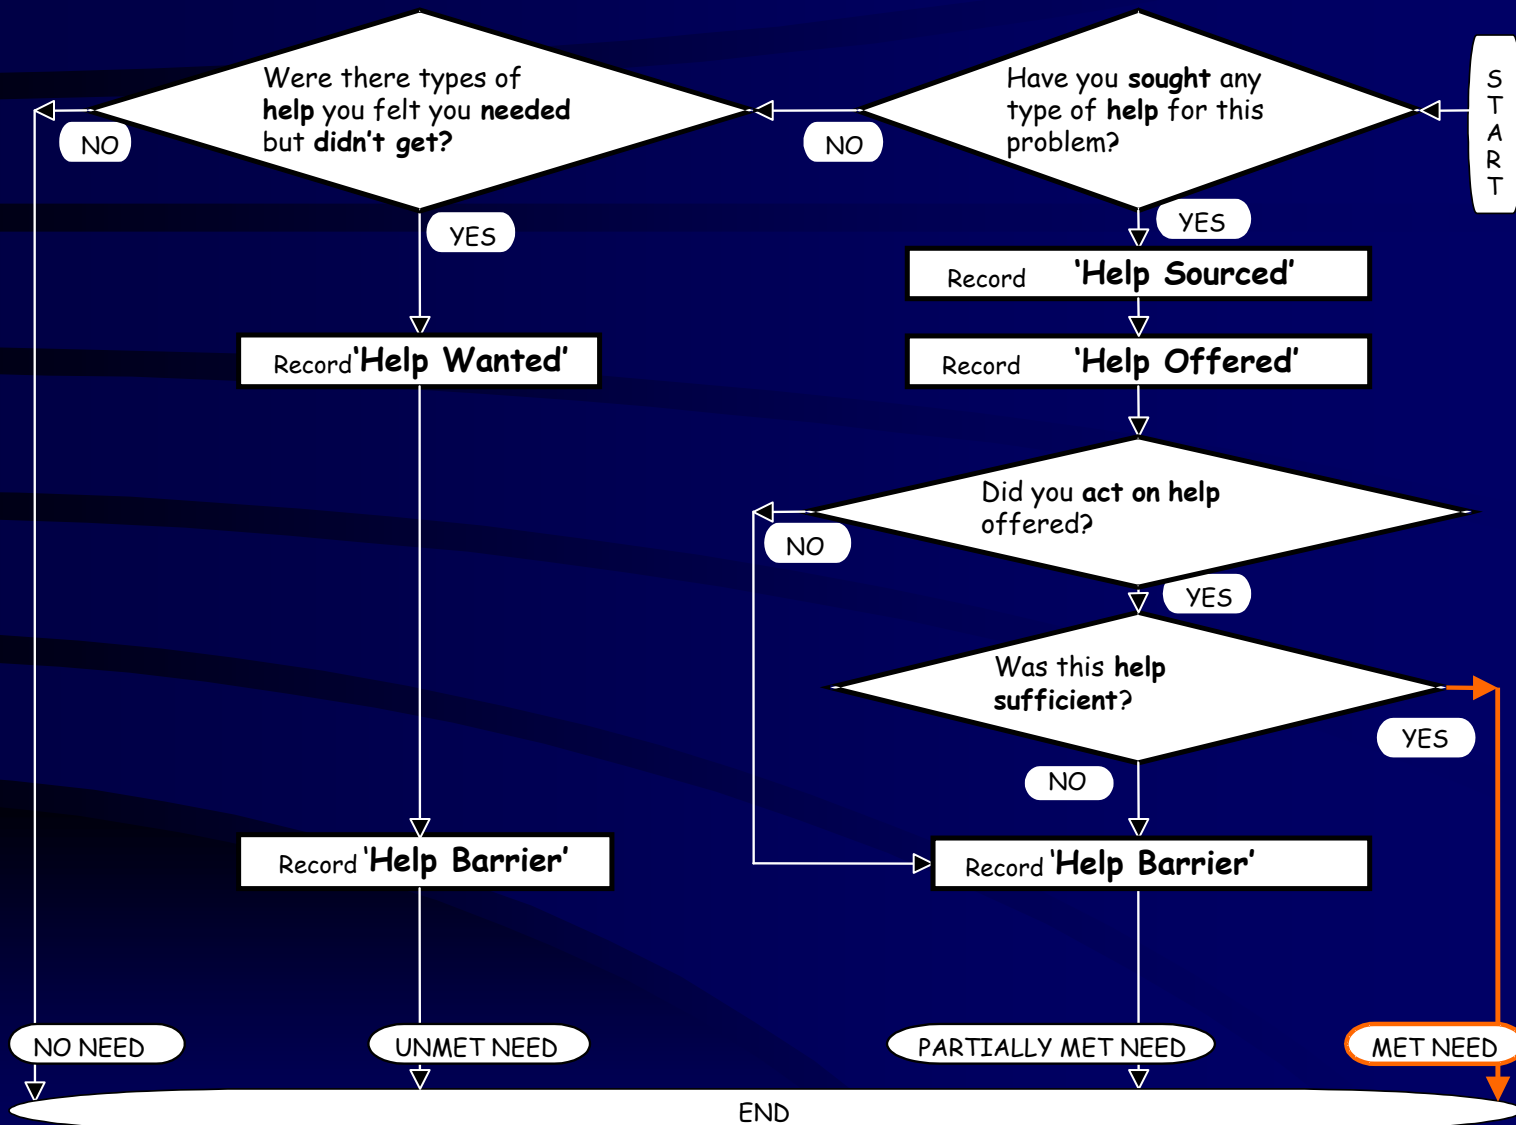 Were there types of
help you felt you needed
but didn't get?
NO
YES
Have you sought any
type of help for this
problem?
NO
YES
START
Record 'Help Sourced'
Record 'Help Offered'
Record 'Help Wanted'
Did you act on help
offered?
NO
YES
Was this help
sufficient?
YES
NO
Record 'Help Barrier'
Record 'Help Barrier'
NO NEED
UNMET NEED
PARTIALLY MET NEED
MET NEED
END